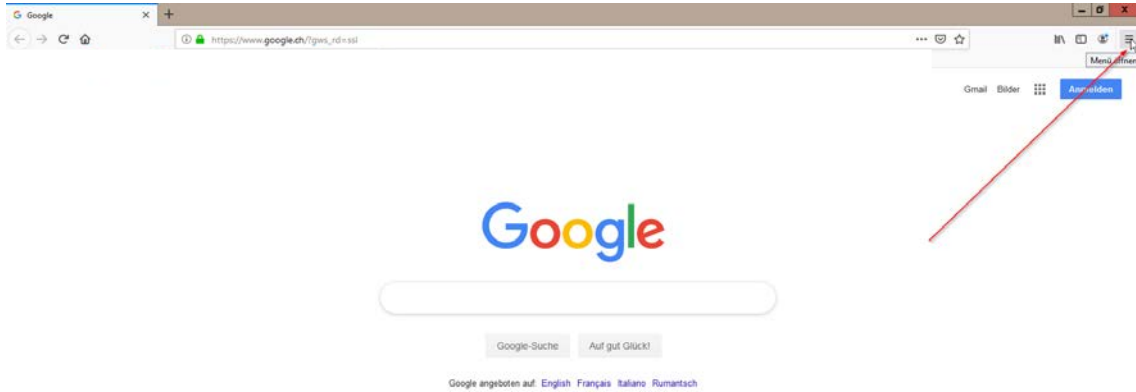 Google
https://www.google.ch/?gws_rd=ssl
Menü öffnen
Gmail Bilder Anmelden
Google
Google-Suche Auf gut Glück!
Google angeboten auf: English Français Italiano Rumantsch